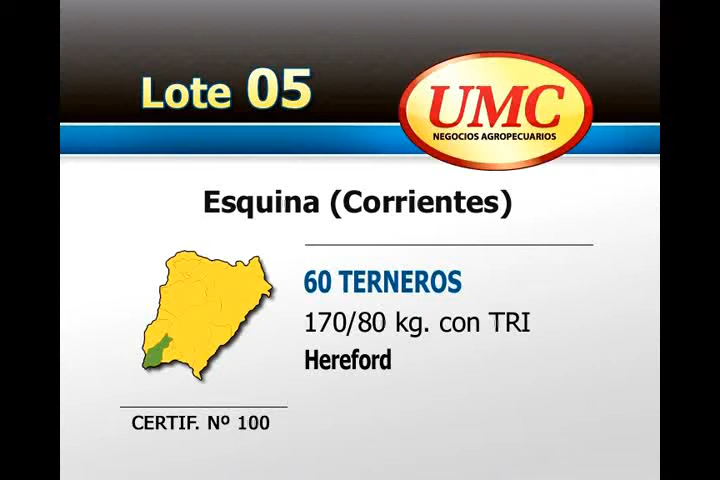 Lote 05
UMC
NEGOCIOS AGROPECUARIOS
Esquina (Corrientes)
60 TERNEROS
170/80 kg. con TRI
Hereford
CERTIF. Nº 100